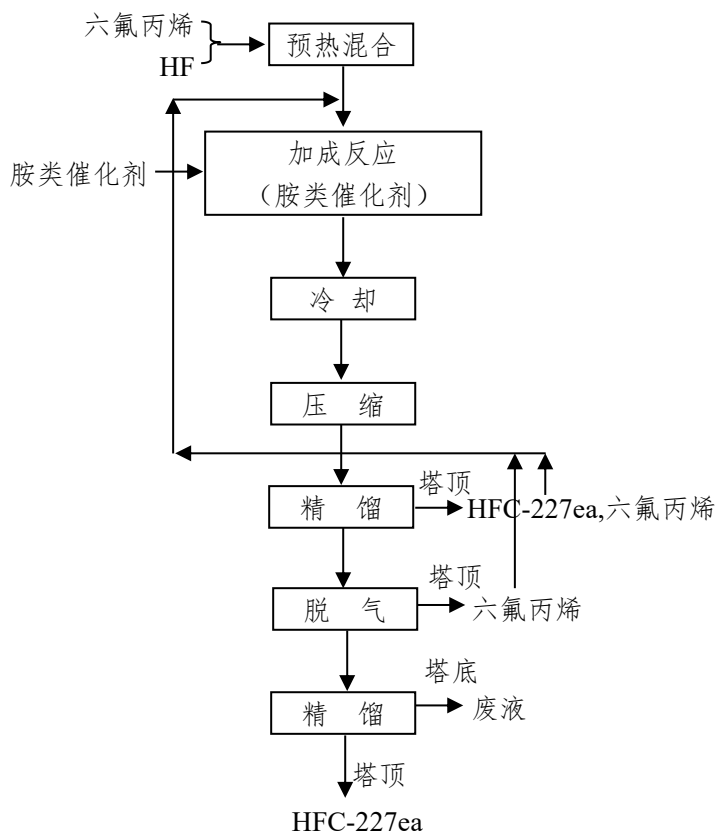 六氟丙烯
HF
预热混合
胺类催化剂
加成反应
（胺类催化剂）
冷 却
压 缩
精 馏
塔顶
HFC-227ea,六氟丙烯
脱 气
塔顶
六氟丙烯
精 馏
塔底
废液
塔顶
HFC-227ea